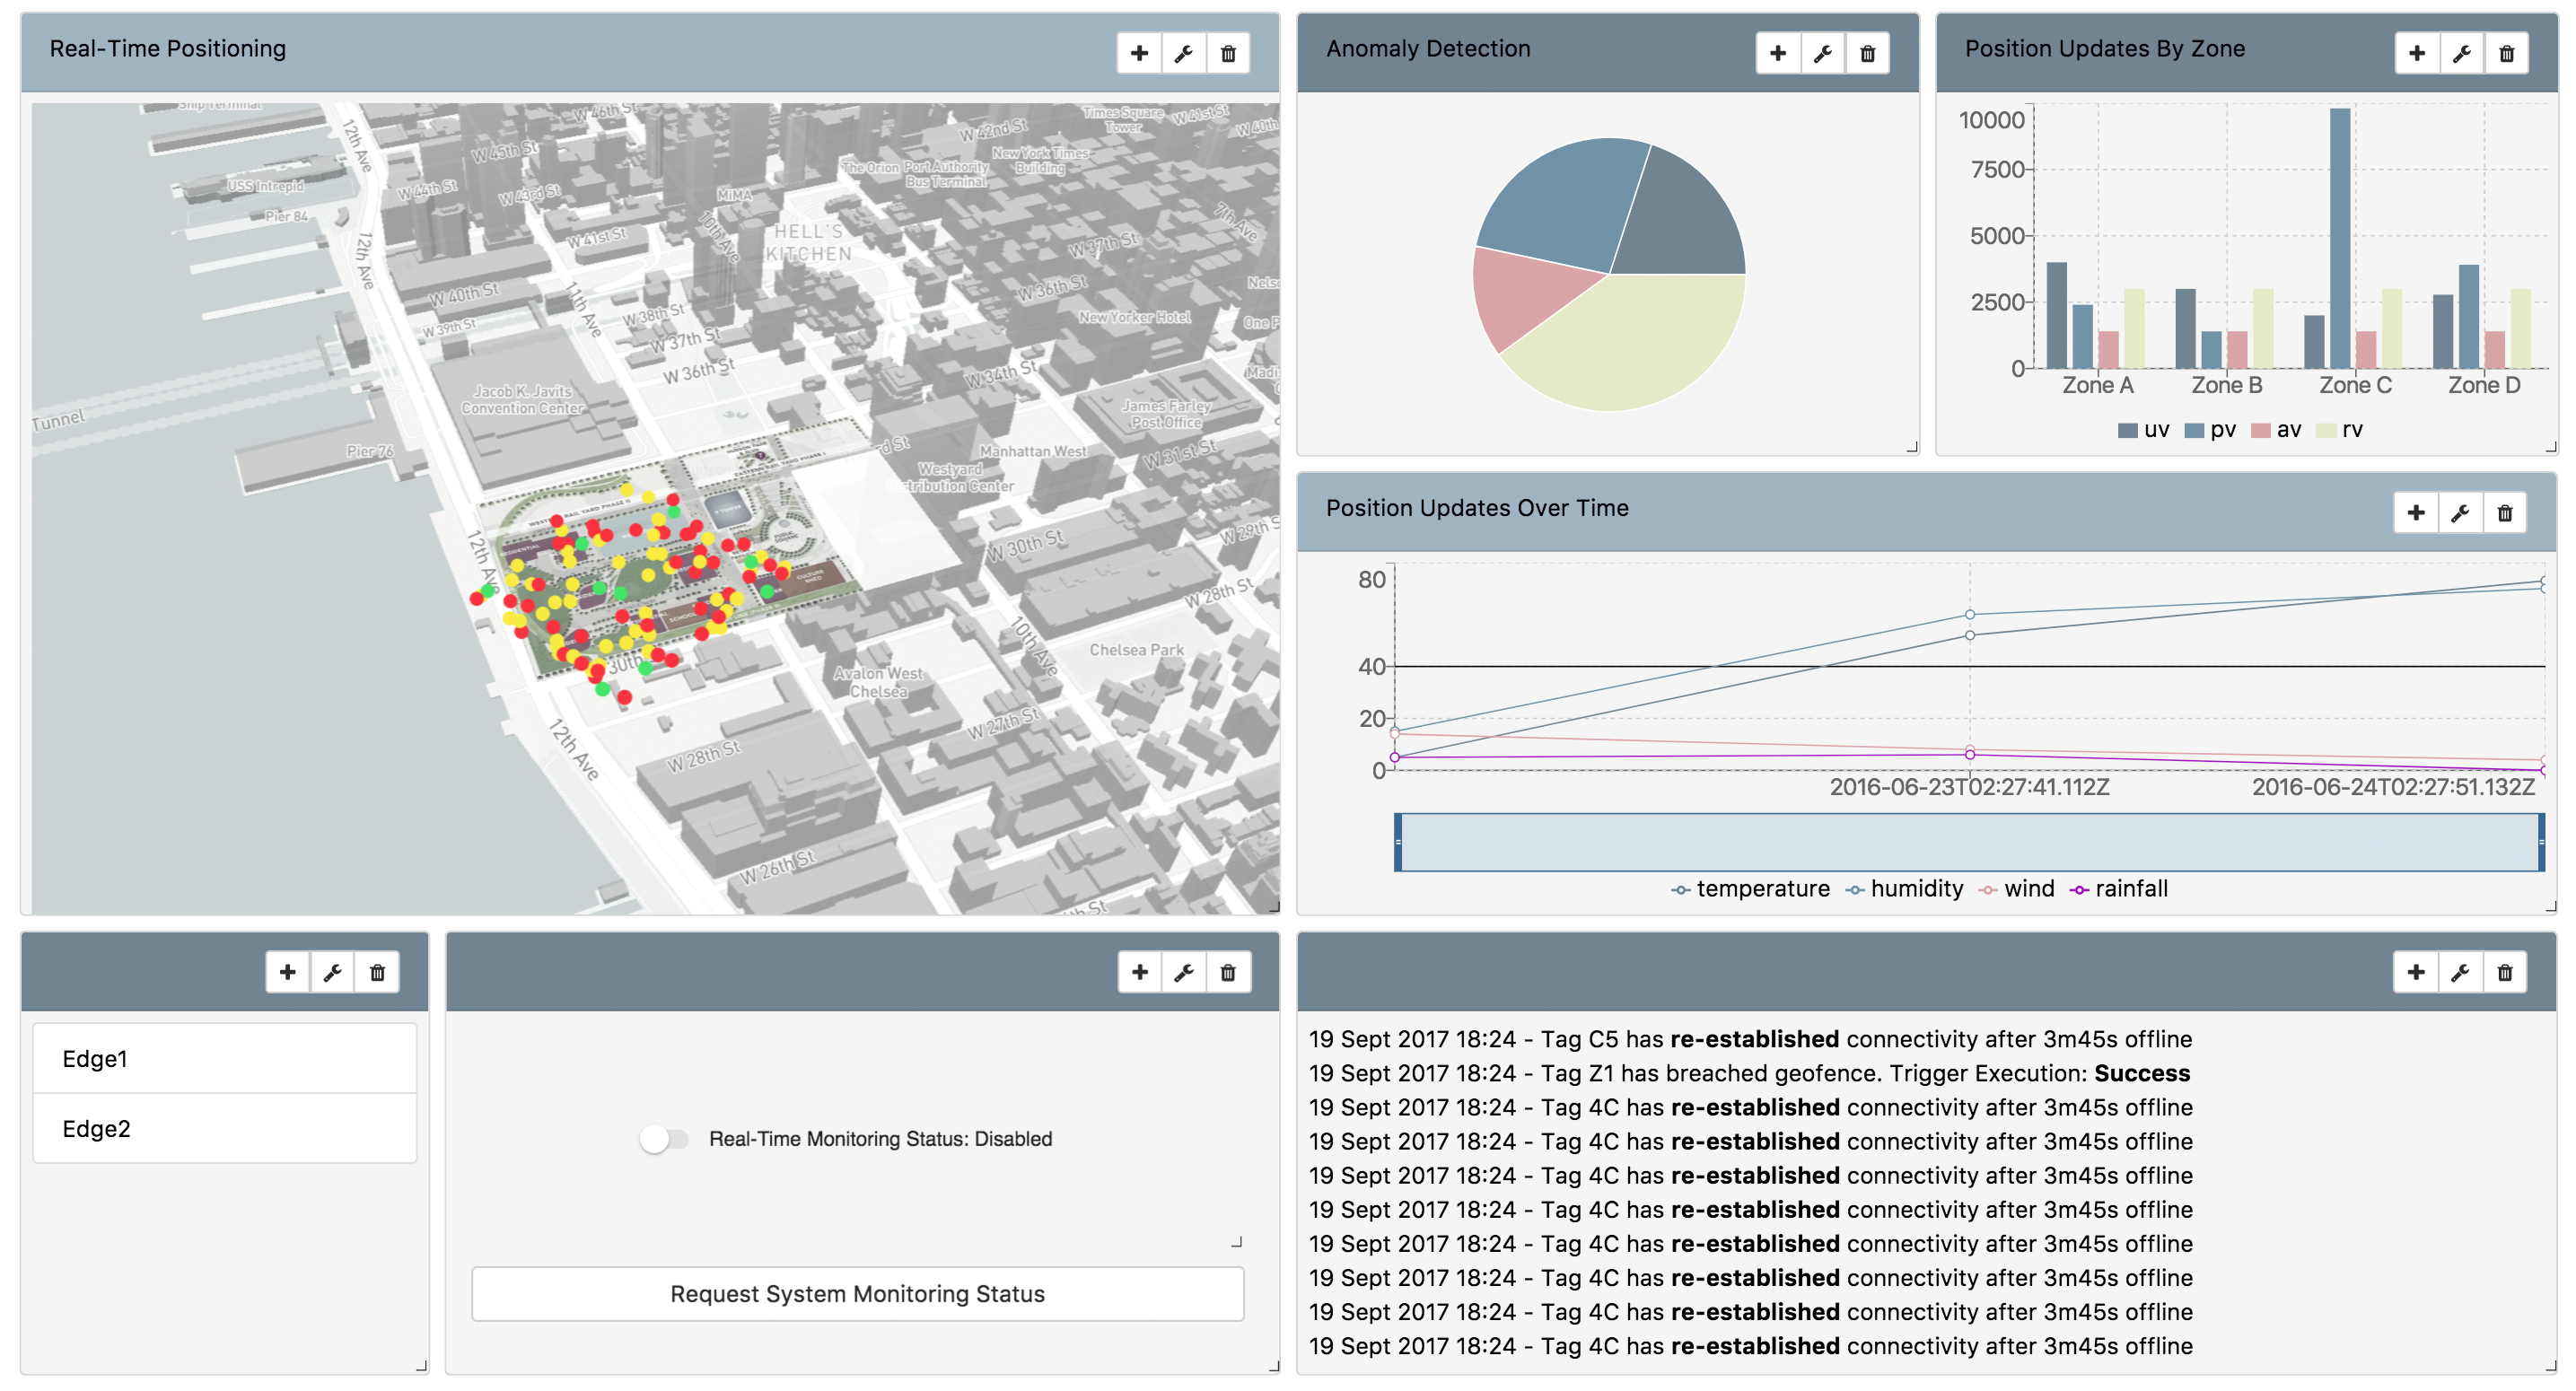 Real-Time Positioning
Ship Terminal
12th Ave
W 46th St
W 45th St
W 42nd St
Times Square
Tower
W 41st St
W 40th
New York Times
Building
The Orion
Port Authority
Bus Terminal
USS Intrepid
W 44th St
W 43rd St
MiMA
Pier 84
10th Ave
7th Ave
12th Ave
W 41st St
HELL'S
KITCHEN
W 37th St
W 40th St
11th Ave
W 36th St
W 39th St
W 38th St
New Yorker Hotel
W 37th St
W 36th St
W 34th St
Jacob K. Javits
Convention Center
James Farley
Post Office
Tunnel
Pier 76
Manhattan West
W 31st St
Westyard
12th Ave
PUBLIC
SQUARE
CULTURE
SHED
W 30th St
W 29th S
W 28th St
30th
10th Ave
Chelsea Park
Avalon West
Chelsea
12th Ave
W 27th St
W 28th St
W 26th St
Anomaly Detection
Position Updates By Zone
10000
7500
5000
2500
0
Zone A
Zone B
Zone C
Zone D
uv pv av rv
Position Updates Over Time
80
40
20
0
2016-06-23T02:27:41.112Z
2016-06-24T02:27:51.132Z
temperature humidity wind rainfall
Edge1
Edge2
Real-Time Monitoring Status: Disabled
Request System Monitoring Status
19 Sept 2017 18:24 - Tag C5 has re-established connectivity after 3m45s offline
19 Sept 2017 18:24 - Tag Z1 has breached geofence. Trigger Execution: Success
19 Sept 2017 18:24 - Tag 4C has re-established connectivity after 3m45s offline
19 Sept 2017 18:24 - Tag 4C has re-established connectivity after 3m45s offline
19 Sept 2017 18:24 - Tag 4C has re-established connectivity after 3m45s offline
19 Sept 2017 18:24 - Tag 4C has re-established connectivity after 3m45s offline
19 Sept 2017 18:24 - Tag 4C has re-established connectivity after 3m45s offline
19 Sept 2017 18:24 - Tag 4C has re-established connectivity after 3m45s offline
19 Sept 2017 18:24 - Tag 4C has re-established connectivity after 3m45s offline
19 Sept 2017 18:24 - Tag 4C has re-established connectivity after 3m45s offline